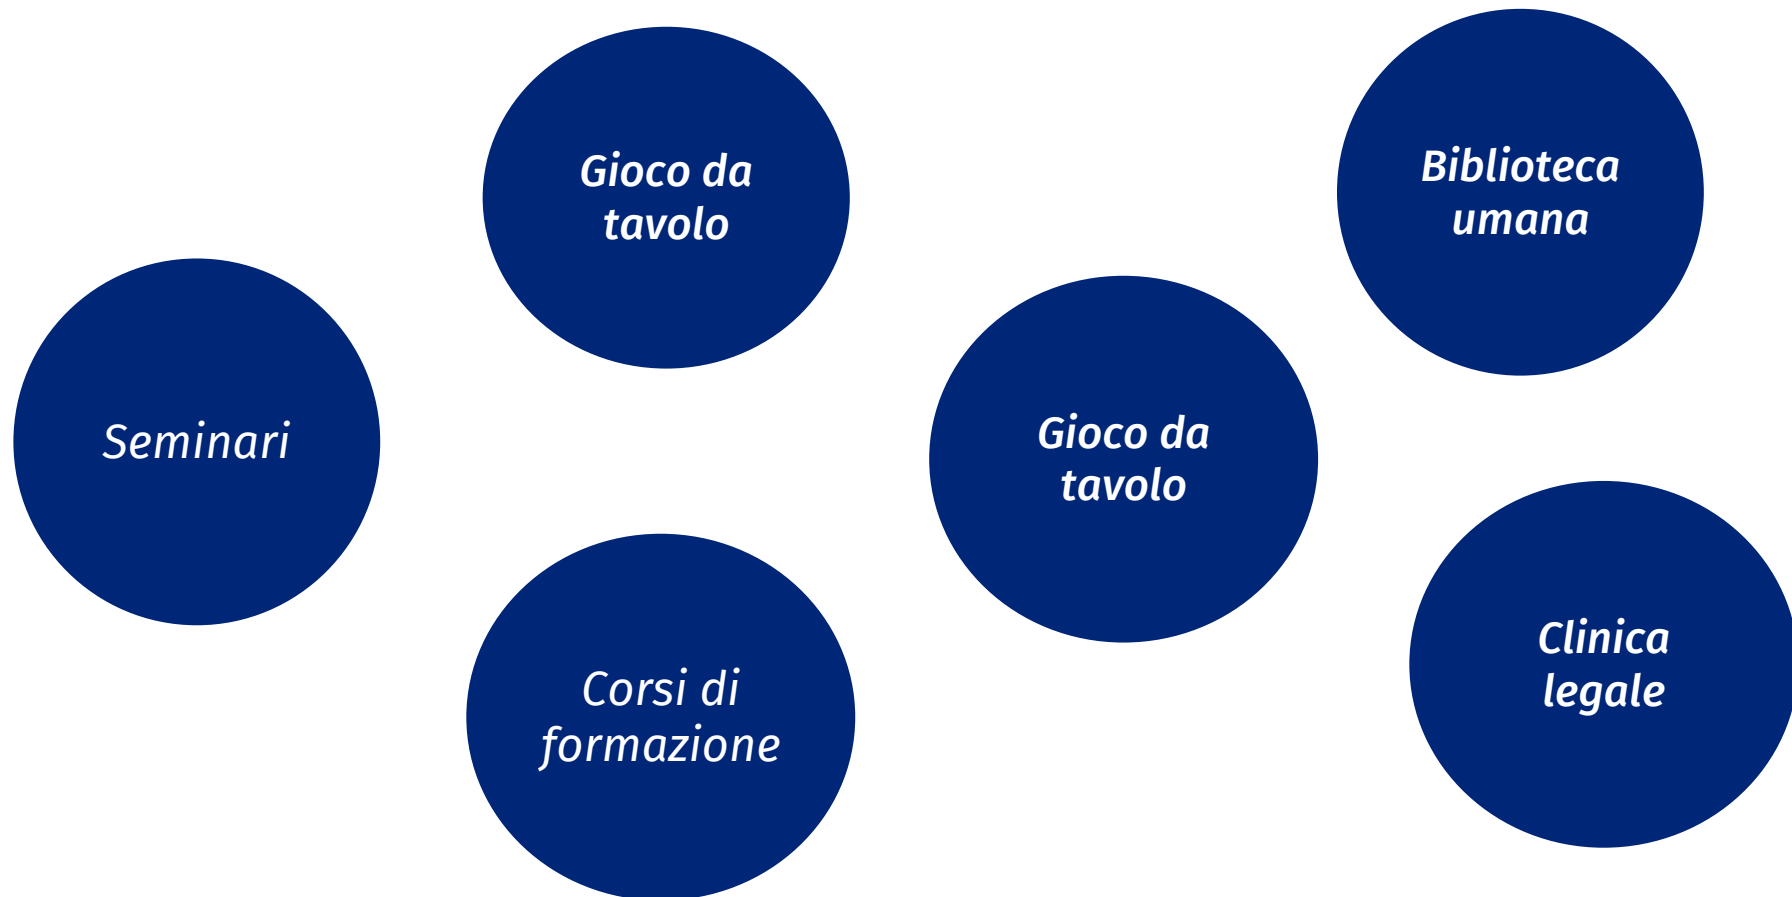 Gioco da
tavolo
Biblioteca
umana
Seminari
Gioco da
tavolo
Corsi di
formazione
Clinica
legale